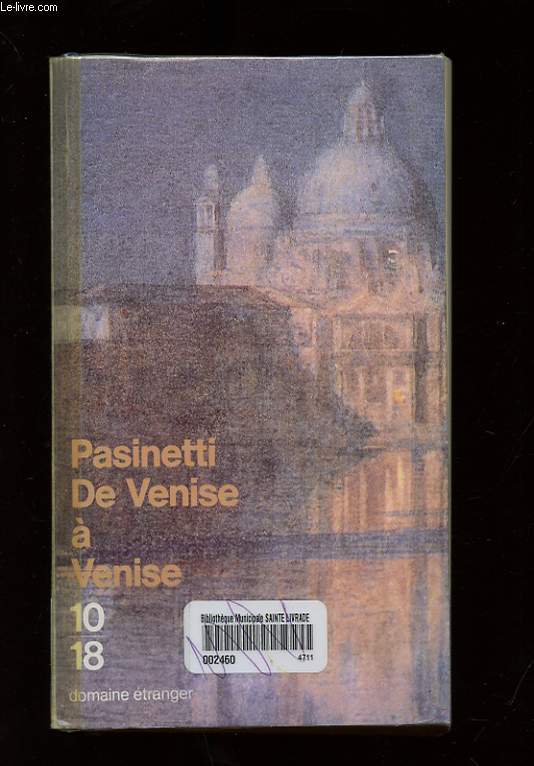 Le-livre.com
Pasinetti
De Venise
à
Venise
10
18
domaine étranger
Bibliothèque Municipale SAINTE LIVRADE
002460 4711